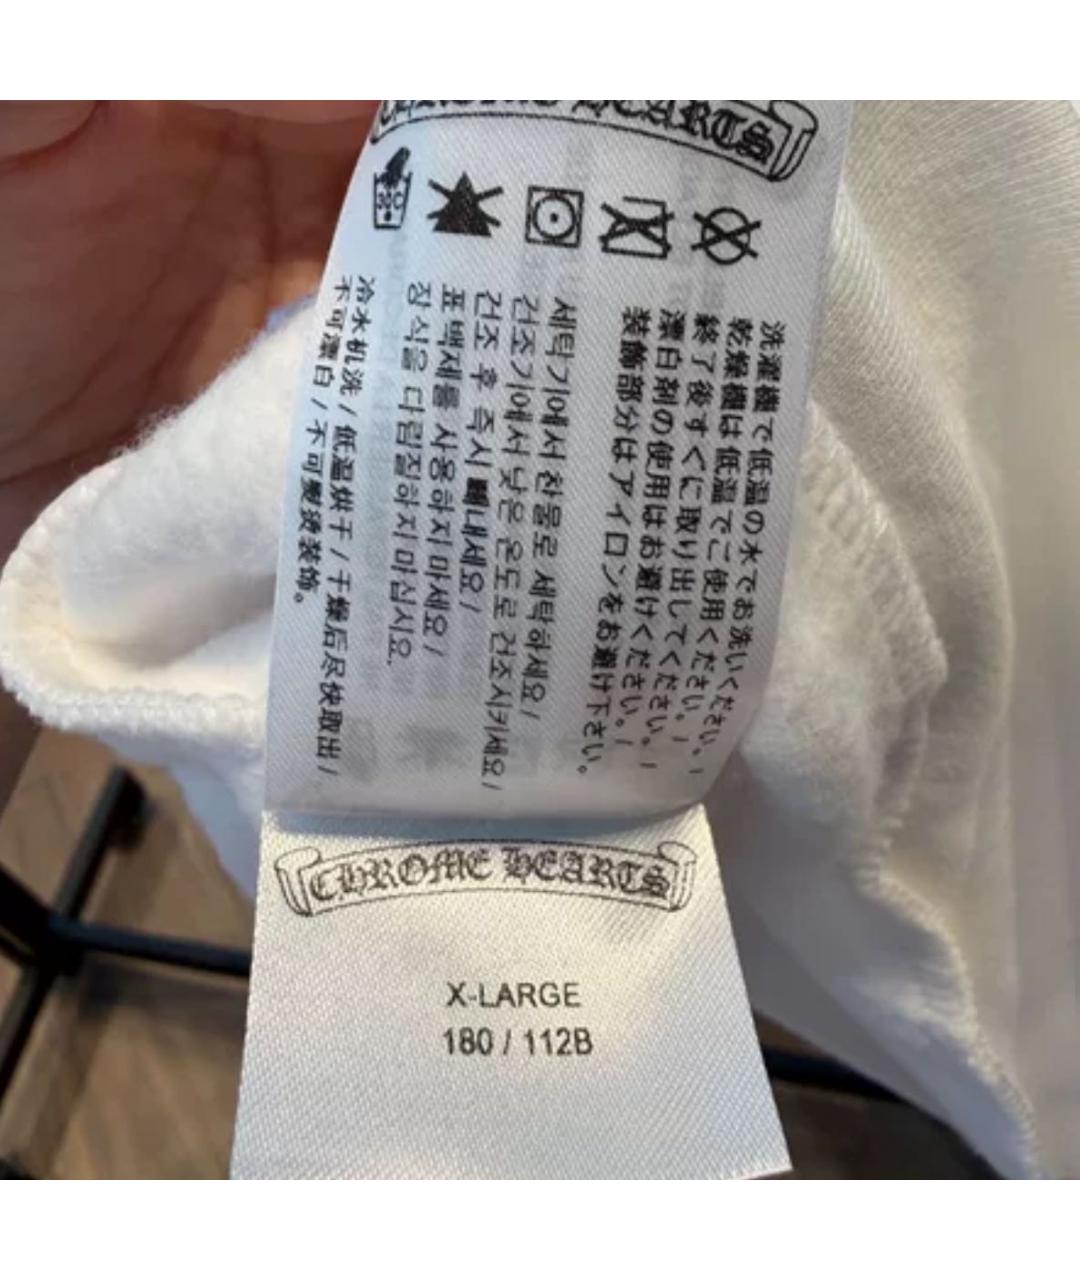 CHROME HEARTS
30C
洗濯機で低温の水でお洗いください。/
乾燥機は低温でご使用ください。/
終了後すぐに取り出してください。/
漂白剤の使用はお避けください。/
装飾部分はアイロンをお避け下さい。
세탁기에서 찬물로 세탁하세요/
건조기에서 낮은 온도로 건조시키세요/
건조 후 즉시 빼내세요/
표백제를 사용하지 마세요/
장식을 다림질하지 마십시요.
冷水机洗 / 低温烘干 / 干燥后尽快取出 /
不可漂白 / 不可熨烫装饰。
CHROME HEARTS
X-LARGE
180 / 112B